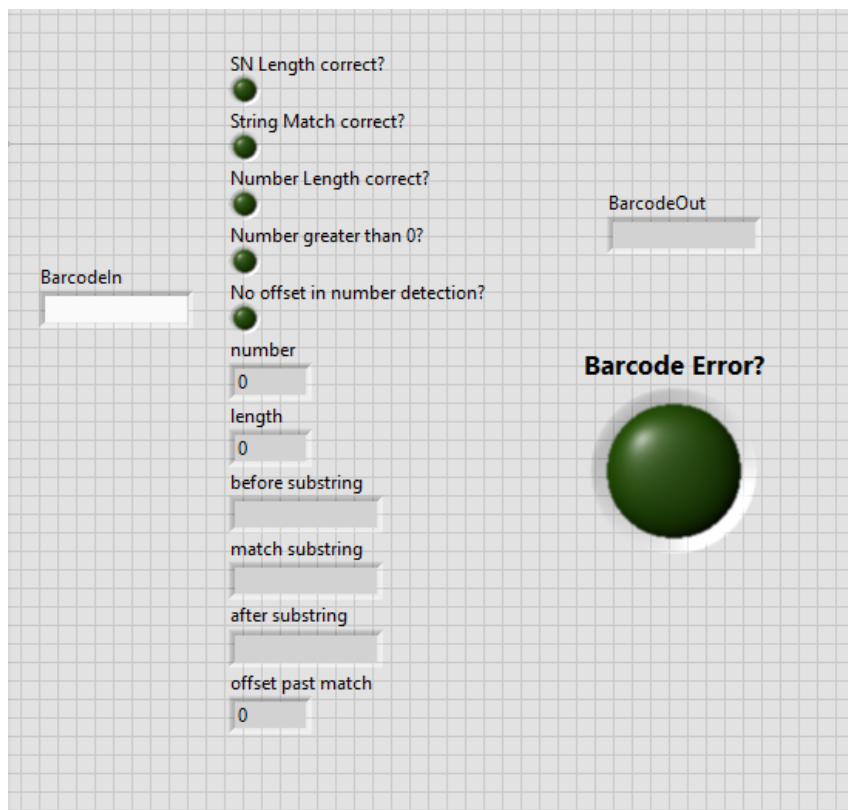 SN Length correct?
String Match correct?
Number Length correct?
Number greater than 0?
No offset in number detection?
BarcodeIn
number
0
length
0
before substring
match substring
after substring
offset past match
0
BarcodeOut
Barcode Error?